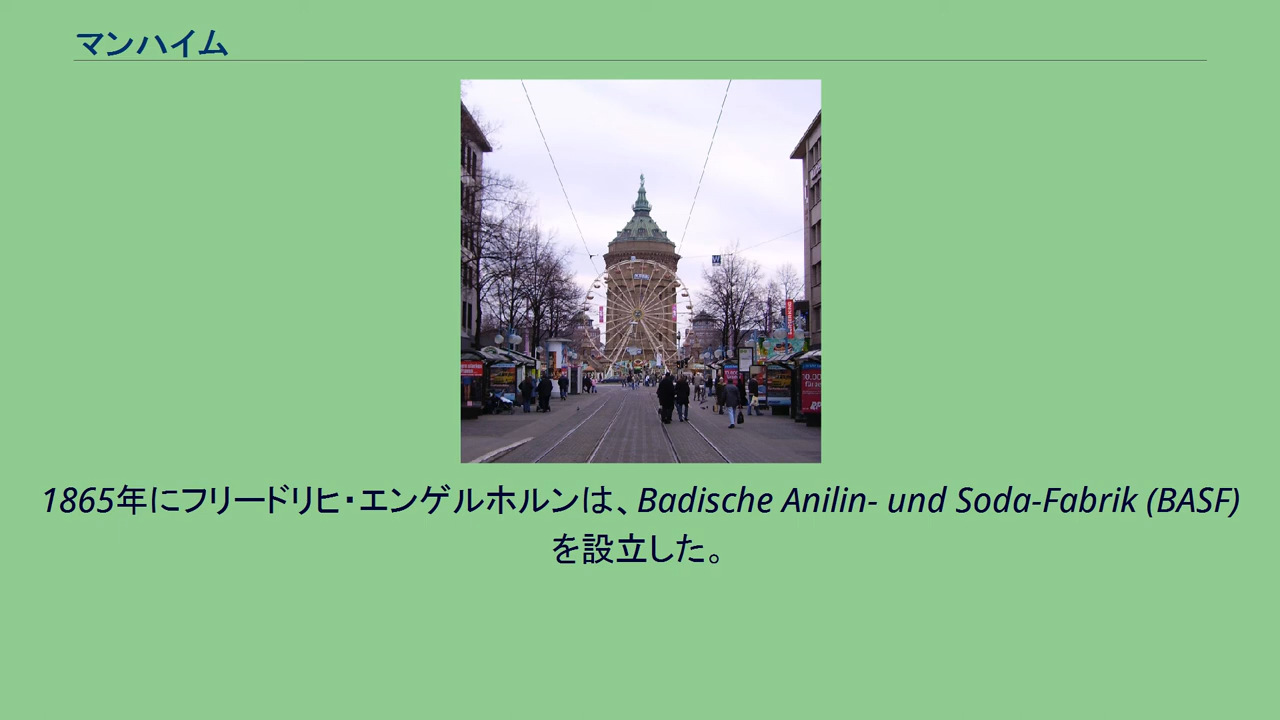 マンハイム
1865年にフリードリヒ・エンゲルホルンは、Badische Anilin- und Soda-Fabrik (BASF)
を設立した。